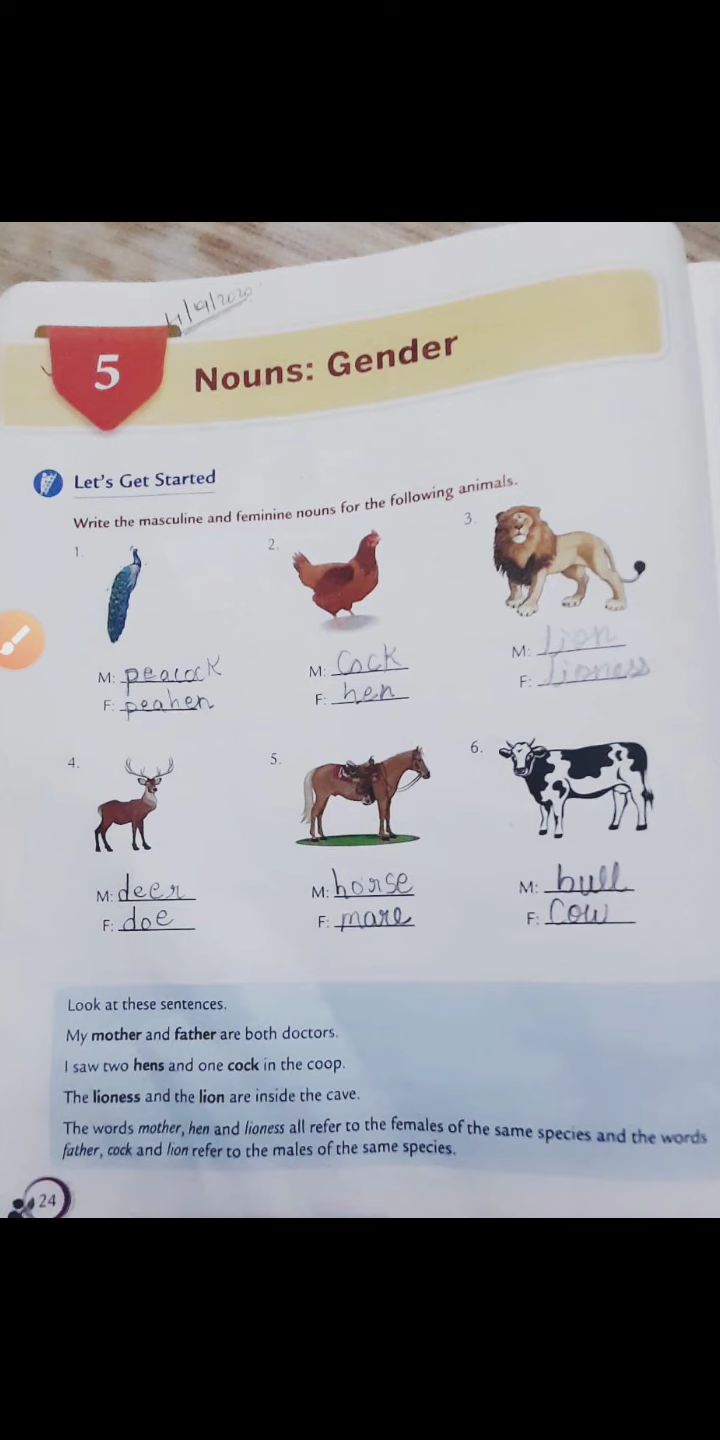 5
Nouns: Gender
Let's Get Started
Write the masculine and feminine nouns for the following animals.
1.
2.
3.
M: peacock
F: peahen
M: Cock
F: hen
M: Lion
F: Lioness
4.
5.
6.
M: deer
F: doe
M: horse
F: mare
M: bull
F: Cow
Look at these sentences.
My mother and father are both doctors.
I saw two hens and one cock in the coop.
The lioness and the lion are inside the cave.
The words mother, hen and lioness all refer to the females of the same species and the words
father, cock and lion refer to the males of the same species.
24